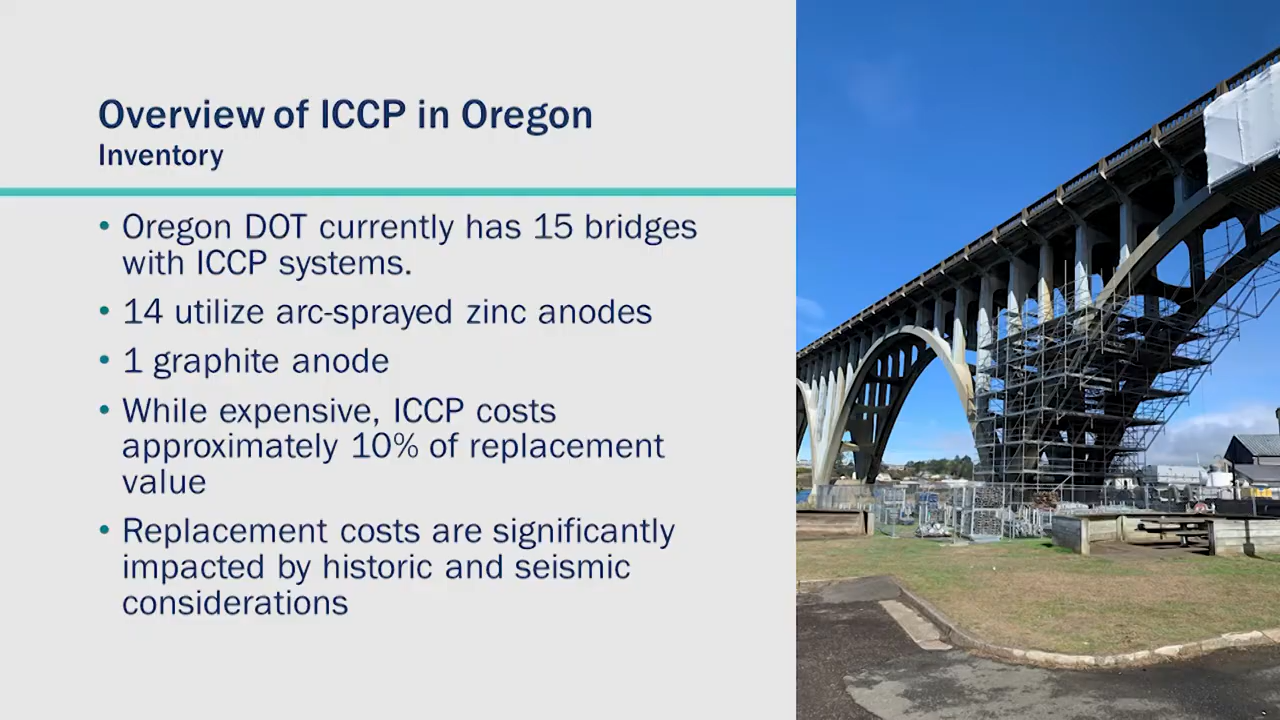 Overview of ICCP in Oregon
Inventory
• Oregon DOT currently has 15 bridges
with ICCP systems.
• 14 utilize arc-sprayed zinc anodes
• 1 graphite anode
• While expensive, ICCP costs
approximately 10% of replacement
value
• Replacement costs are significantly
impacted by historic and seismic
considerations